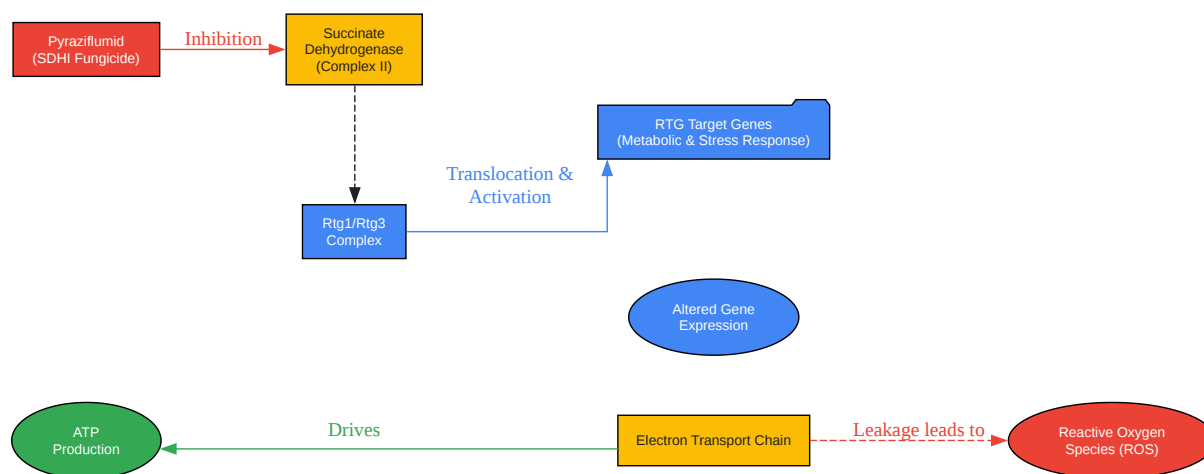 Pyraziflumid
(SDHI Fungicide)
Inhibition
Succinate
Dehydrogenase
(Complex II)
RTG Target Genes
(Metabolic & Stress Response)
Translocation &
Activation
Rtg1/Rtg3
Complex
Altered Gene
Expression
ATP
Production
Drives
Electron Transport Chain
Leakage leads to
Reactive Oxygen
Species (ROS)